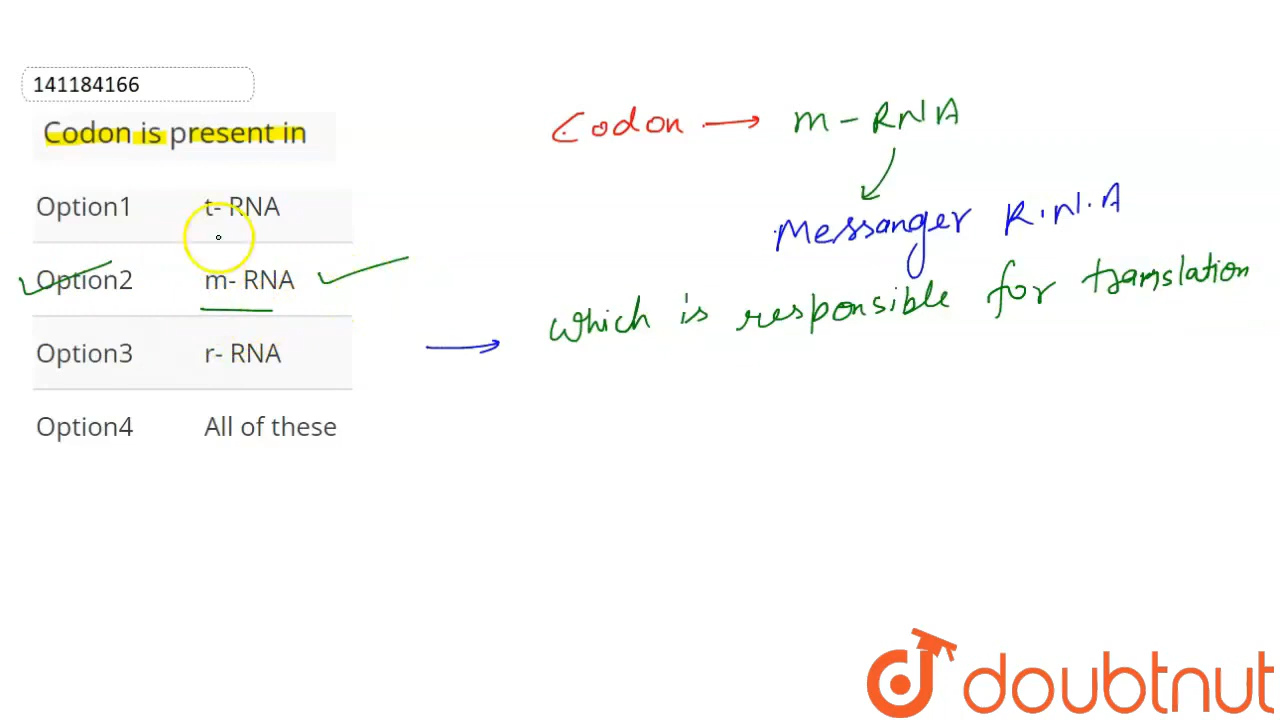 141184166
Codon is present in
Option1 t- RNA
Option2 m- RNA
Option3 r- RNA
Option4 All of these
Codon → m - RNA
Messanger R.N.A
→ which is responsible for translation
doubtnut